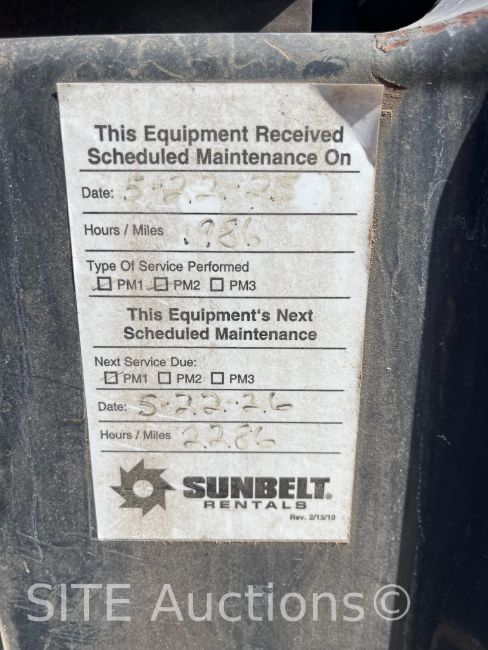 This Equipment Received
Scheduled Maintenance On
Date: 5-22-25
Hours / Miles 1986
Type Of Service Performed
PM1 PM2 PM3
This Equipment's Next
Scheduled Maintenance
Next Service Due:
PM1 PM2 PM3
Date: 5-22-26
Hours / Miles 2286
SUNBELT®
RENTALS
Rev. 2/15/10
SITE Auctions©